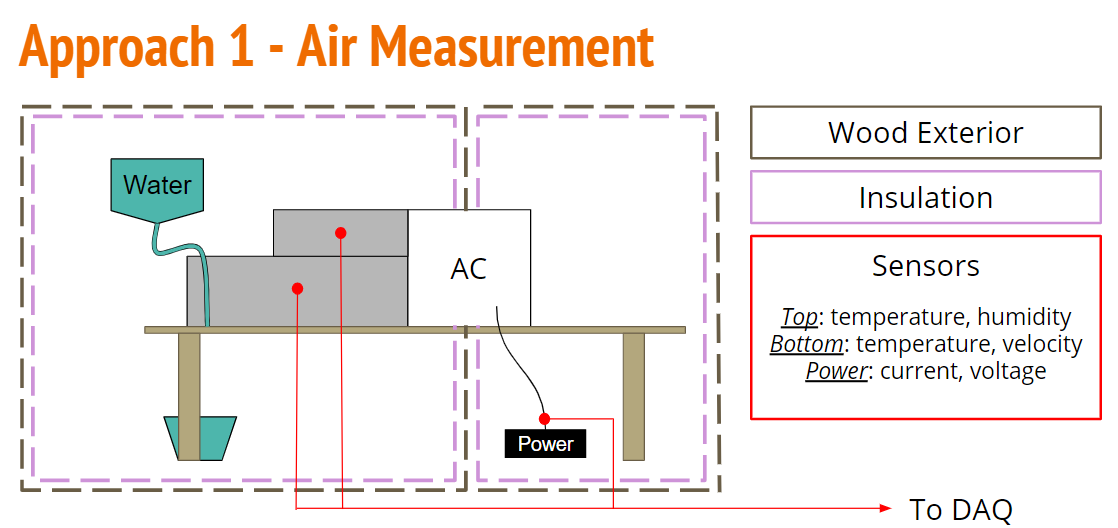 Approach 1 - Air Measurement
Water
AC
Power
Wood Exterior
Insulation
Sensors
Top: temperature, humidity
Bottom: temperature, velocity
Power: current, voltage
To DAQ